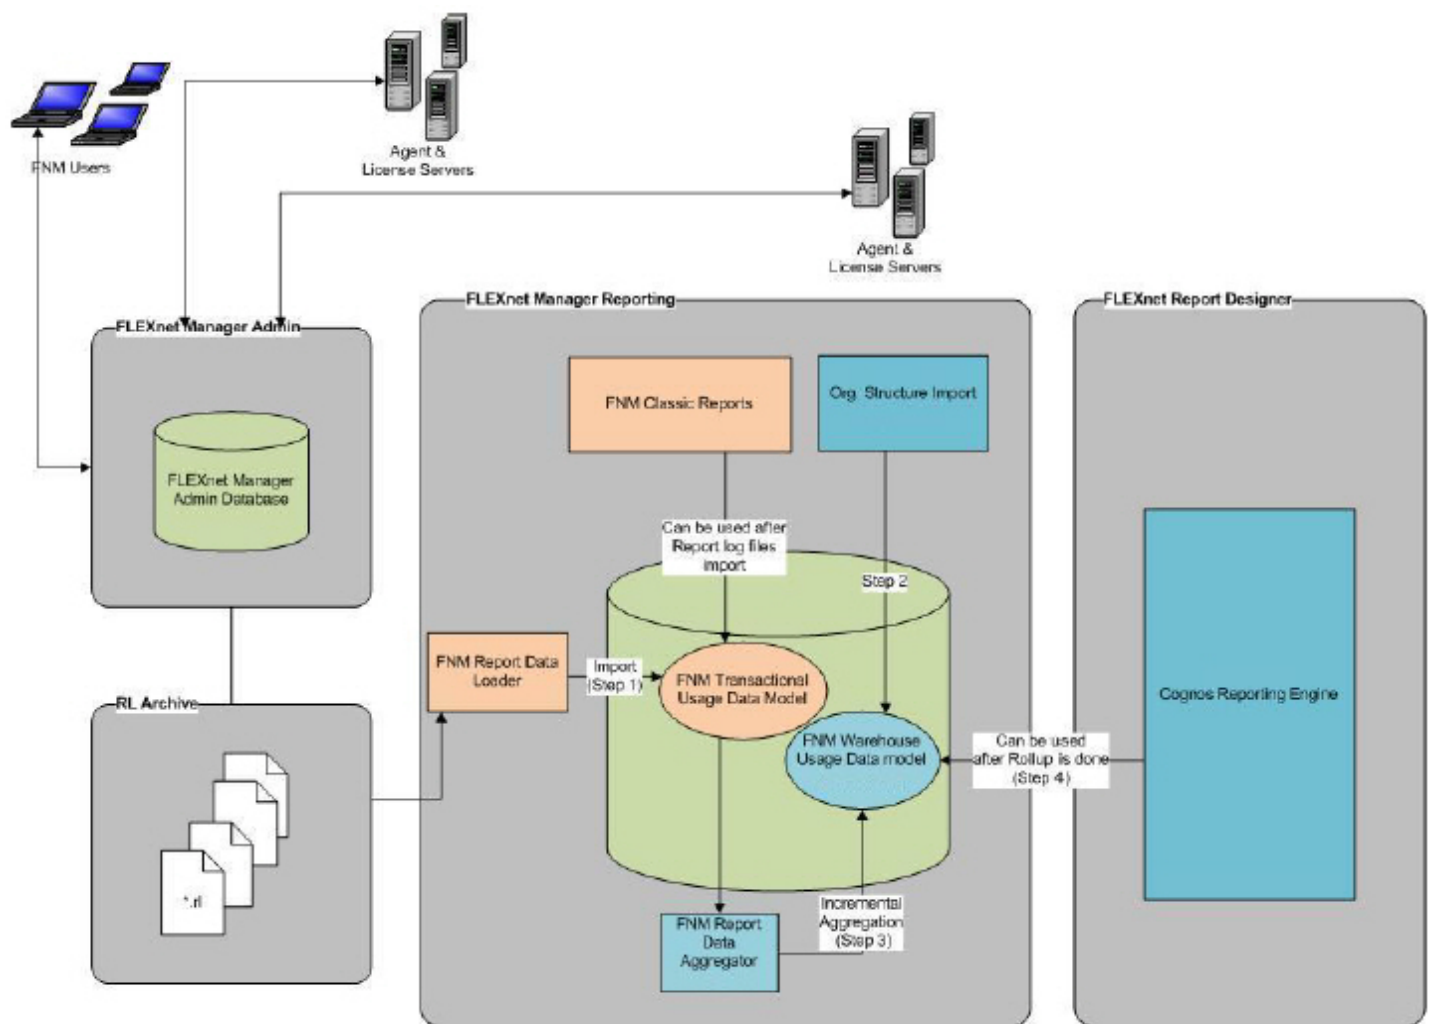 FNM Users
Agent &
License Servers
Agent &
License Servers
FLEXnet Manager Admin
FLEXnet Manager
Admin Database
RL Archive
*.rl
FLEXnet Manager Reporting
FNM Classic Reports
Org. Structure Import
Can be used after
Report log files
import
Step 2
FNM Report Data
Loader
Import
(Step 1)
FNM Transactional
Usage Data Model
FNM Warehouse
Usage Data model
FNM Report
Data
Aggregator
Incremental
Aggregation
(Step 3)
FLEXnet Report Designer
Can be used
after Rollup is done
(Step 4)
Cognos Reporting Engine